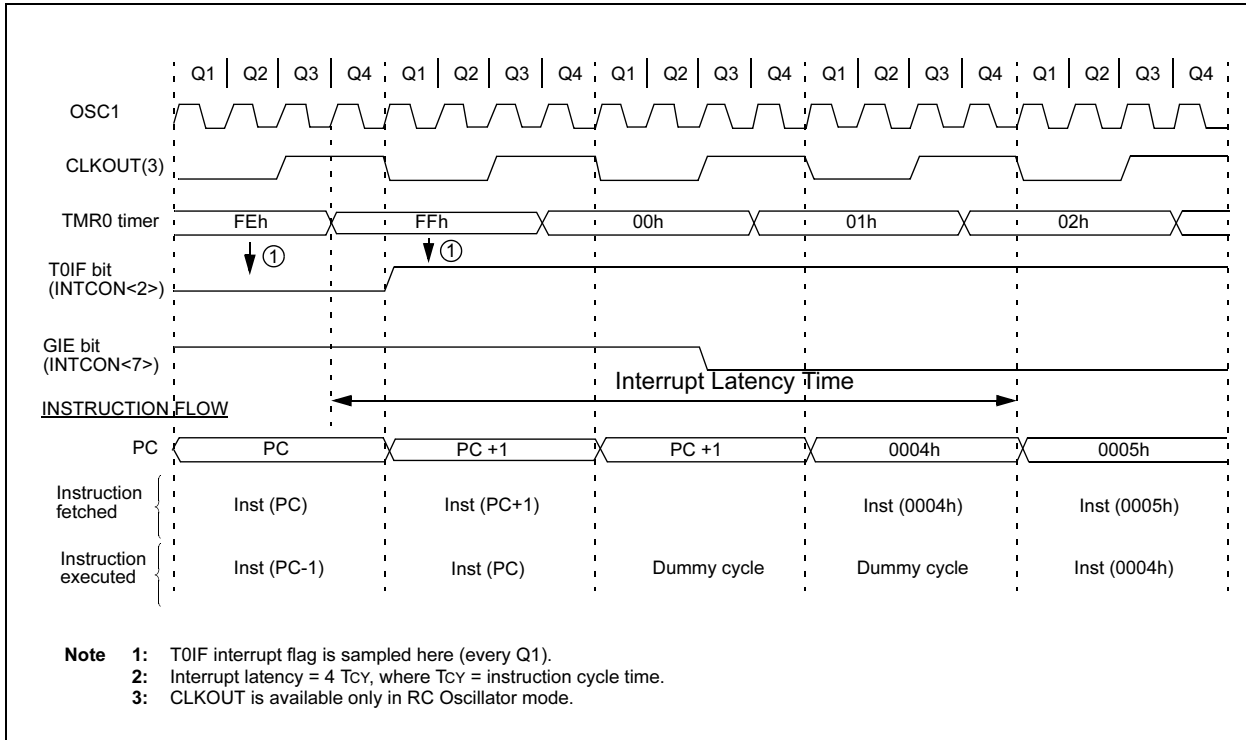 Q1 Q2 Q3 Q4 Q1 Q2 Q3 Q4 Q1 Q2 Q3 Q4 Q1 Q2 Q3 Q4 Q1 Q2 Q3 Q4
OSC1
CLKOUT(3)
TMR0 timer FEh FFh 00h 01h 02h
① ①
T0IF bit
(INTCON<2>)
GIE bit
(INTCON<7>)
Interrupt Latency Time
INSTRUCTION FLOW
PC PC PC +1 PC +1 0004h 0005h
Instruction
fetched
Inst (PC) Inst (PC+1) Inst (0004h) Inst (0005h)
Instruction
executed
Inst (PC-1) Inst (PC) Dummy cycle Dummy cycle Inst (0004h)
Note 1: T0IF interrupt flag is sampled here (every Q1).
2: Interrupt latency = 4 TCY, where TCY = instruction cycle time.
3: CLKOUT is available only in RC Oscillator mode.